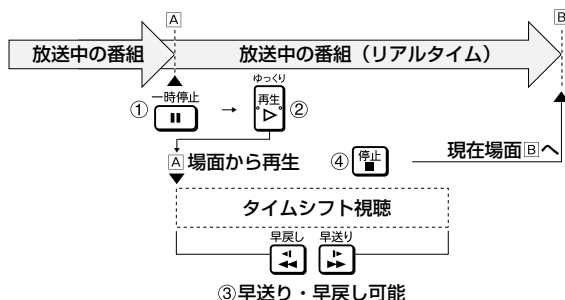 A
B
放送中の番組
放送中の番組（リアルタイム）
一時停止
ゆっくり
① → 再生 ②
A 場面から再生
④ 停止
現在場面 B へ
タイムシフト視聴
早戻し 早送り
③早送り・早戻し可能